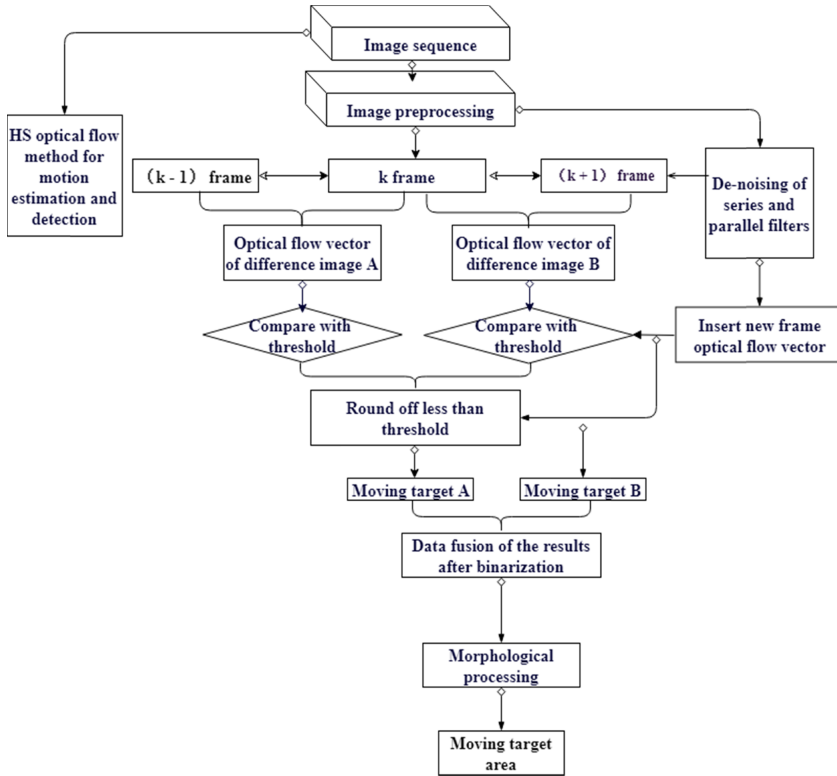 Image sequence
Image preprocessing
HS optical flow
method for
motion
estimation and
detection
(k - 1) frame
k frame
(k + 1) frame
De-noising of
series and
parallel filters
Optical flow vector
of difference image A
Optical flow vector of
difference image B
Compare with
threshold
Compare with
threshold
Insert new frame
optical flow vector
Round off less than
threshold
Moving target A
Moving target B
Data fusion of the results
after binarization
Morphological
processing
Moving target
area